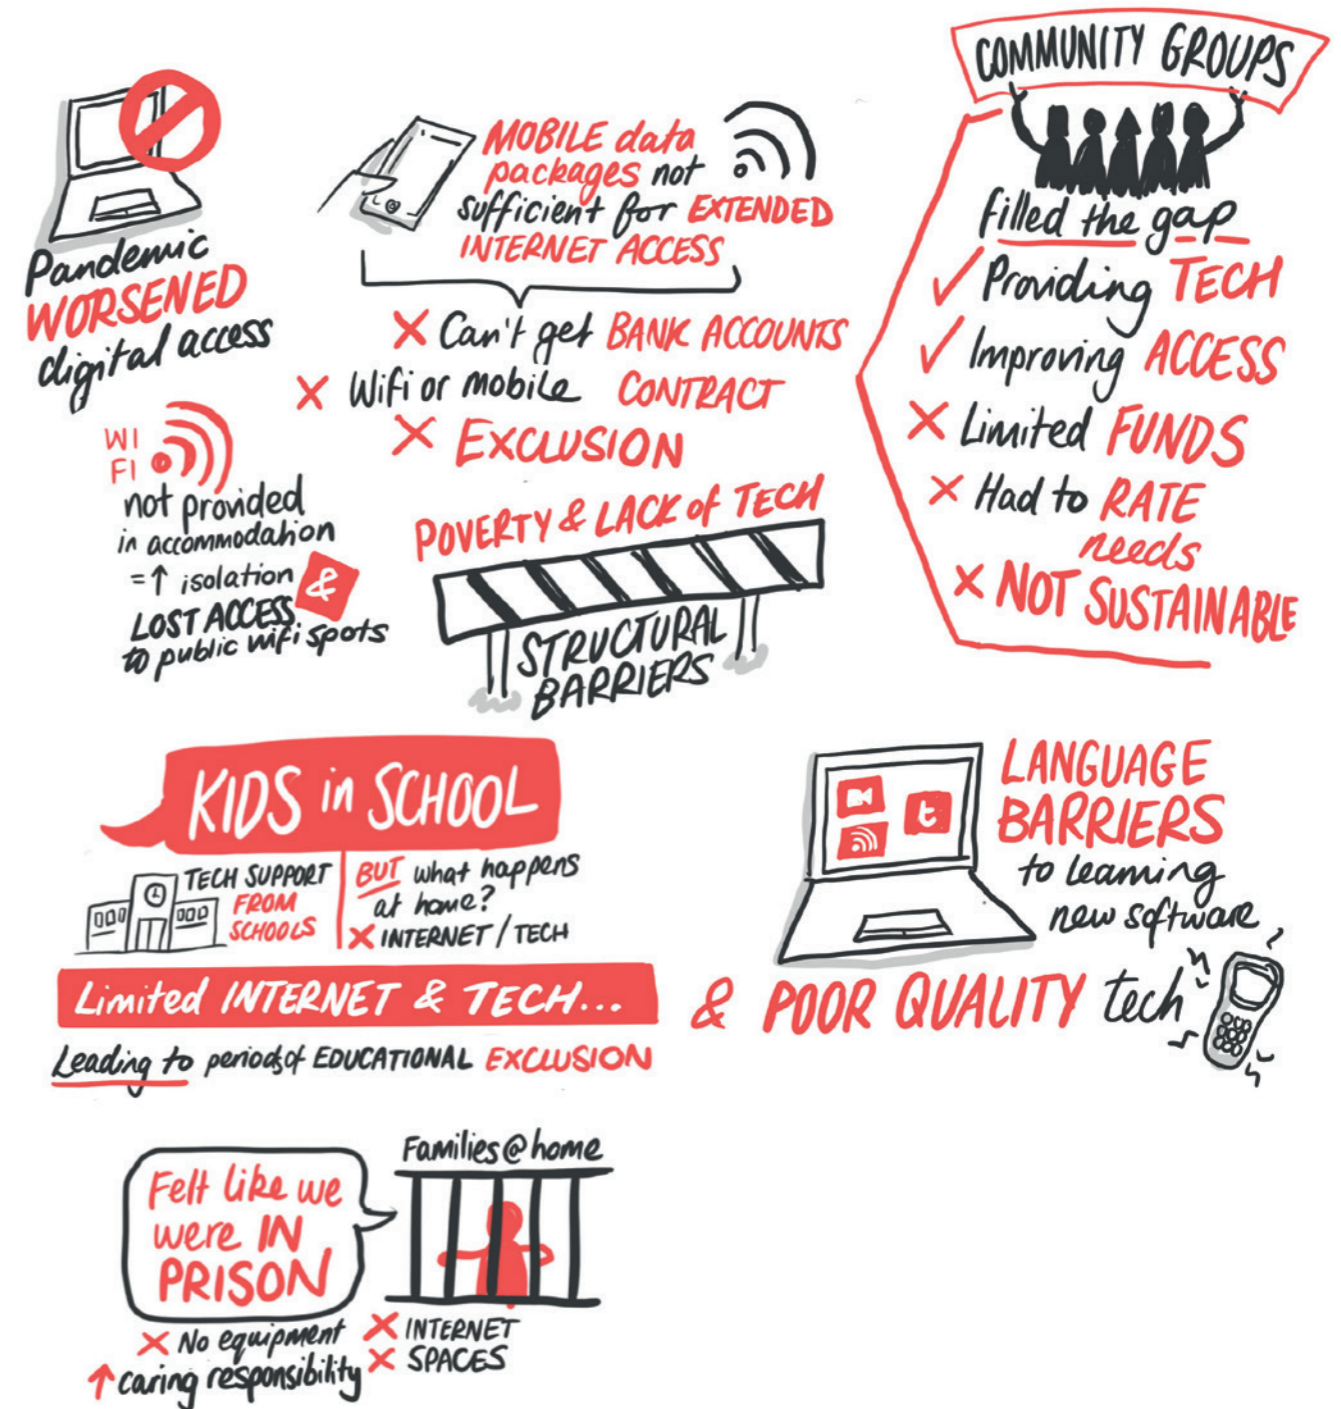 Pandemic
WORSENED
digital access
MOBILE data
packages not
sufficient for EXTENDED
INTERNET ACCESS
X Can't get BANK ACCOUNTS
X Wifi or mobile CONTRACT
X EXCLUSION
COMMUNITY GROUPS
filled the gap
✓ Providing TECH
✓ Improving ACCESS
X Limited FUNDS
X Had to RATE
needs
X NOT SUSTAINABLE
WI
FI
not provided
in accommodation
=↑ isolation &
LOST ACCESS
to public wifi spots
POVERTY & LACK of TECH
STRUCTURAL
BARRIERS
KIDS in SCHOOL
TECH SUPPORT
FROM
SCHOOLS
BUT what happens
at home?
X INTERNET / TECH
Limited INTERNET & TECH...
Leading to periods of EDUCATIONAL EXCLUSION
t
LANGUAGE
BARRIERS
to learning
new software
& POOR QUALITY tech
Felt like we
were IN
PRISON
Families@home
X No equipment
↑ caring responsibility
X INTERNET
X SPACES